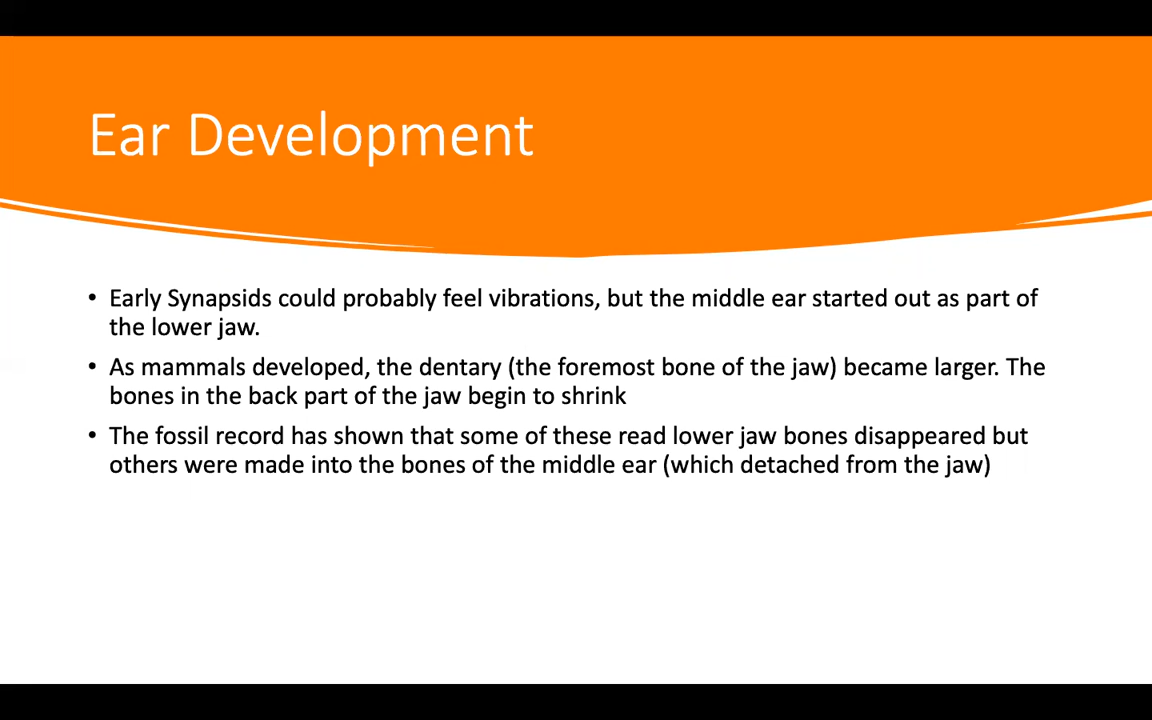 Ear Development
• Early Synapsids could probably feel vibrations, but the middle ear started out as part of
the lower jaw.
• As mammals developed, the dentary (the foremost bone of the jaw) became larger. The
bones in the back part of the jaw begin to shrink
• The fossil record has shown that some of these read lower jaw bones disappeared but
others were made into the bones of the middle ear (which detached from the jaw)